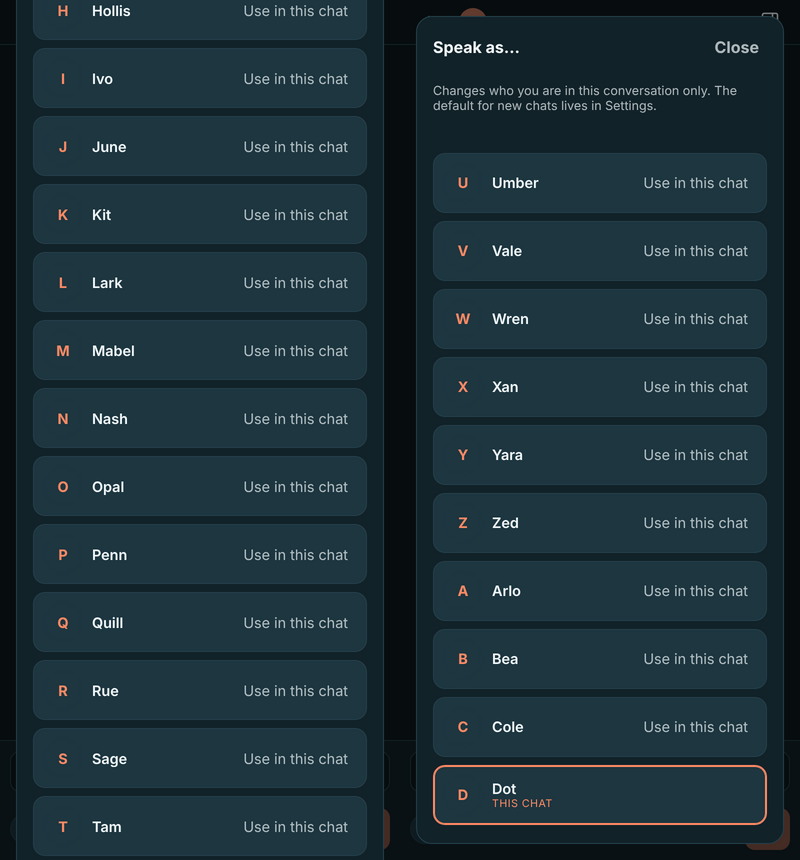 H Hollis Use in this chat
I Ivo Use in this chat
J June Use in this chat
K Kit Use in this chat
L Lark Use in this chat
M Mabel Use in this chat
N Nash Use in this chat
O Opal Use in this chat
P Penn Use in this chat
Q Quill Use in this chat
R Rue Use in this chat
S Sage Use in this chat
T Tam Use in this chat
Speak as... Close
Changes who you are in this conversation only. The
default for new chats lives in Settings.
U Umber Use in this chat
V Vale Use in this chat
W Wren Use in this chat
X Xan Use in this chat
Y Yara Use in this chat
Z Zed Use in this chat
A Arlo Use in this chat
B Bea Use in this chat
C Cole Use in this chat
D Dot
THIS CHAT